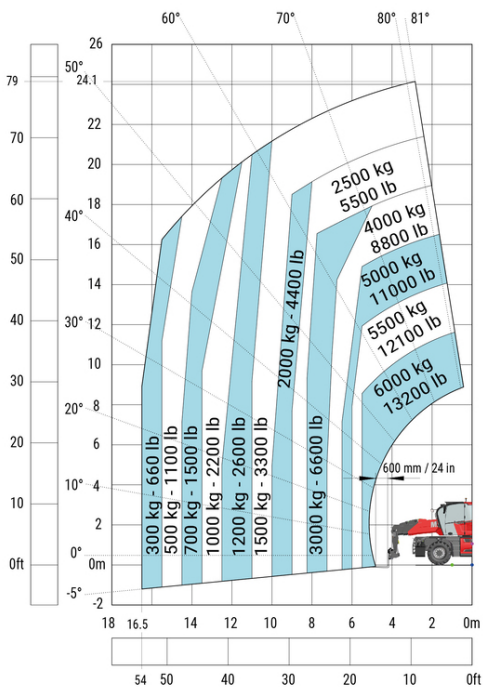 60°
70°
80°
81°
26
50°
79
24.1
70
22
20
60
18
40°
50
16
14
40
30°
12
10
30
20°
8
20
6
10°
4
10
2
0°
0ft
0m
-5°
-2
2500 kg
5500 lb
4000 kg
8800 lb
5000 kg
11000 lb
5500 kg
12100 lb
6000 kg
13200 lb
600 mm / 24 in
300 kg - 660 lb
500 kg - 1100 lb
700 kg - 1500 lb
1000 kg - 2200 lb
1200 kg - 2600 lb
1500 kg - 3300 lb
2000 kg - 4400 lb
3000 kg - 6600 lb
M
18
16.5
14
12
10
8
6
4
2
0m
54
50
40
30
20
10
0ft